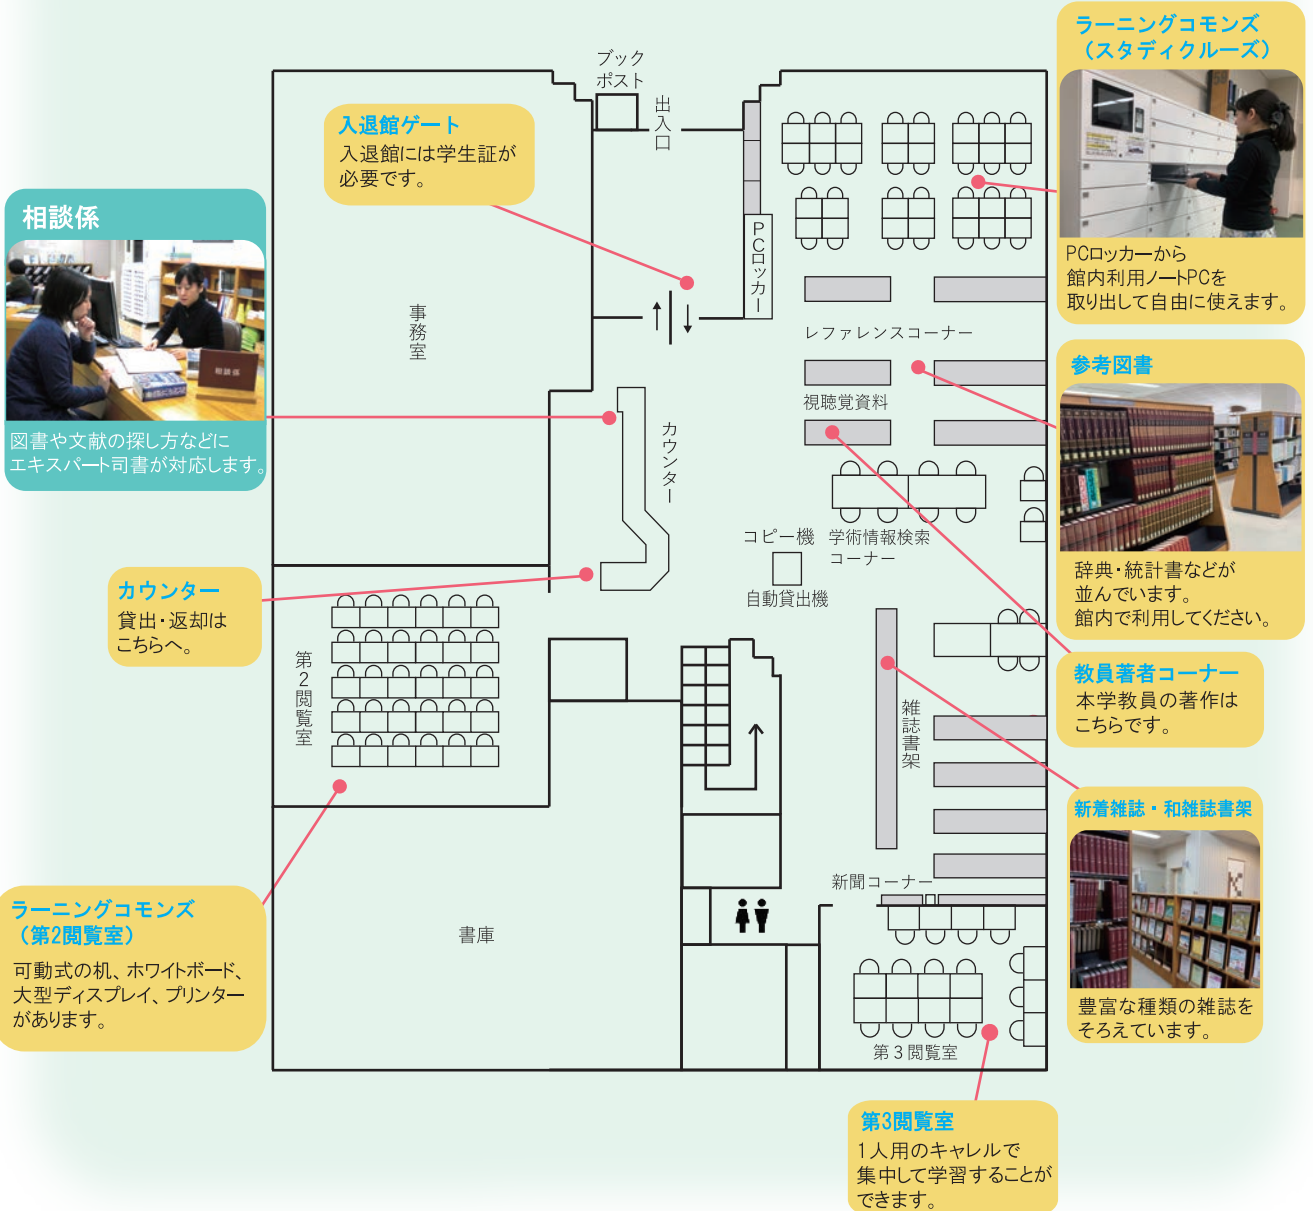 ラーニングコモンズ
（スタディクルーズ）
PCロッカーから
館内利用ノートPCを
取り出して自由に使えます。
ブック
ポスト
出入口
入退館ゲート
入退館には学生証が
必要です。
相談係
相談係
図書や文献の探し方などに
エキスパート司書が対応します。
事務室
PCロッカー
レファレンスコーナー
視聴覚資料
参考図書
辞典・統計書などが
並んでいます。
館内で利用してください。
カウンター
コピー機
学術情報検索
コーナー
自動貸出機
カウンター
貸出・返却は
こちらへ。
第2閲覧室
教員著者コーナー
本学教員の著作は
こちらです。
雑誌書架
新着雑誌・和雑誌書架
豊富な種類の雑誌を
そろえています。
新聞コーナー
ラーニングコモンズ
（第2閲覧室）
可動式の机、ホワイトボード、
大型ディスプレイ、プリンター
があります。
書庫
第3閲覧室
第3閲覧室
1人用のキャレルで
集中して学習することが
できます。